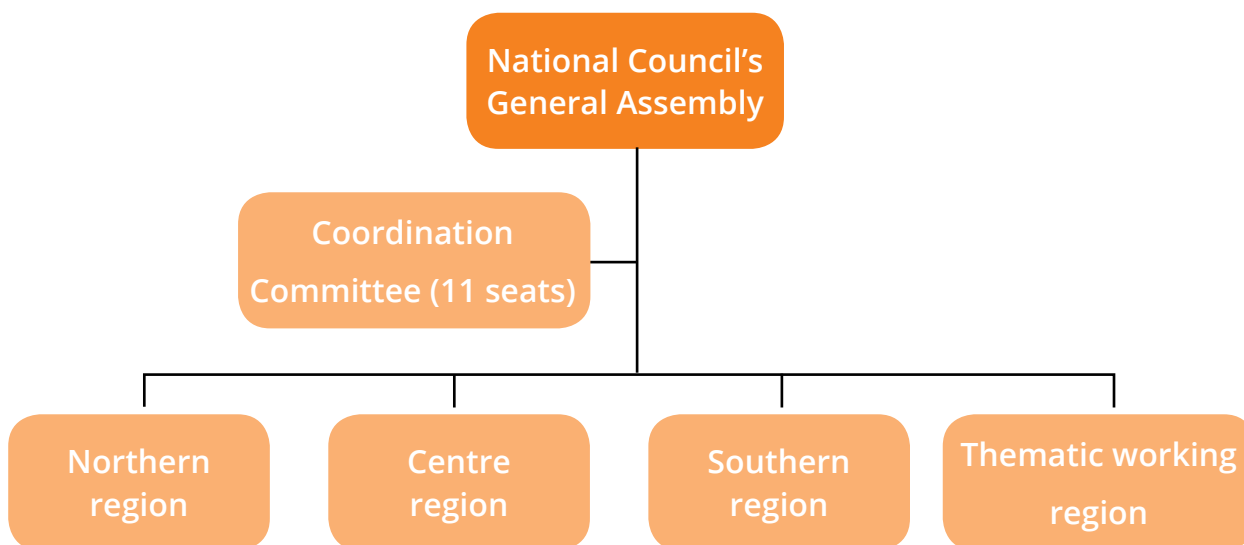 National Council’s
General Assembly
Coordination
Committee (11 seats)
Northern
region
Centre
region
Southern
region
Thematic working
region